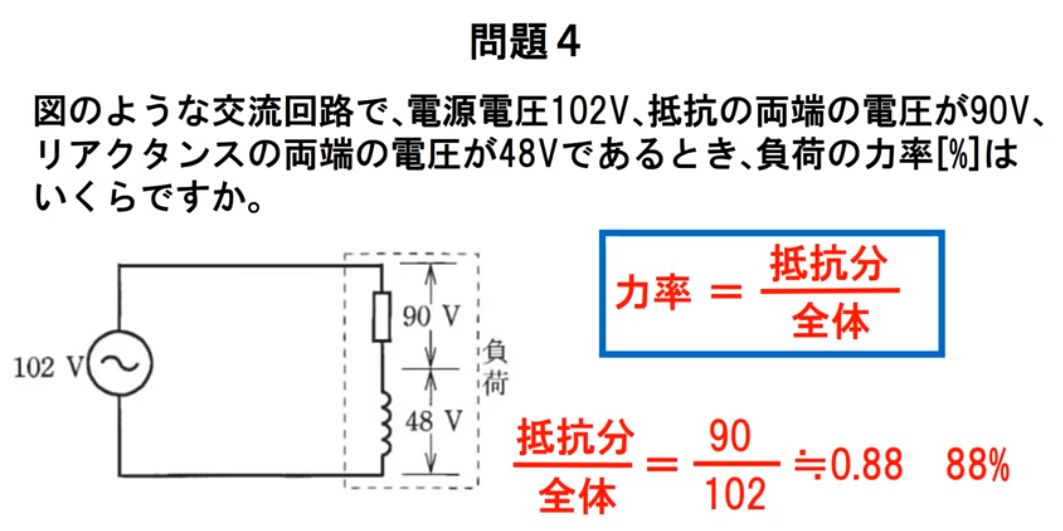 問題4
図のような交流回路で、電源電圧102V、抵抗の両端の電圧が90V、
リアクタンスの両端の電圧が48Vであるとき、負荷の力率[%]は
いくらですか。
102 V
90 V
48 V
負荷
力率 = 抵抗分
全体
抵抗分
全体
= 90
102
≒0.88 88%